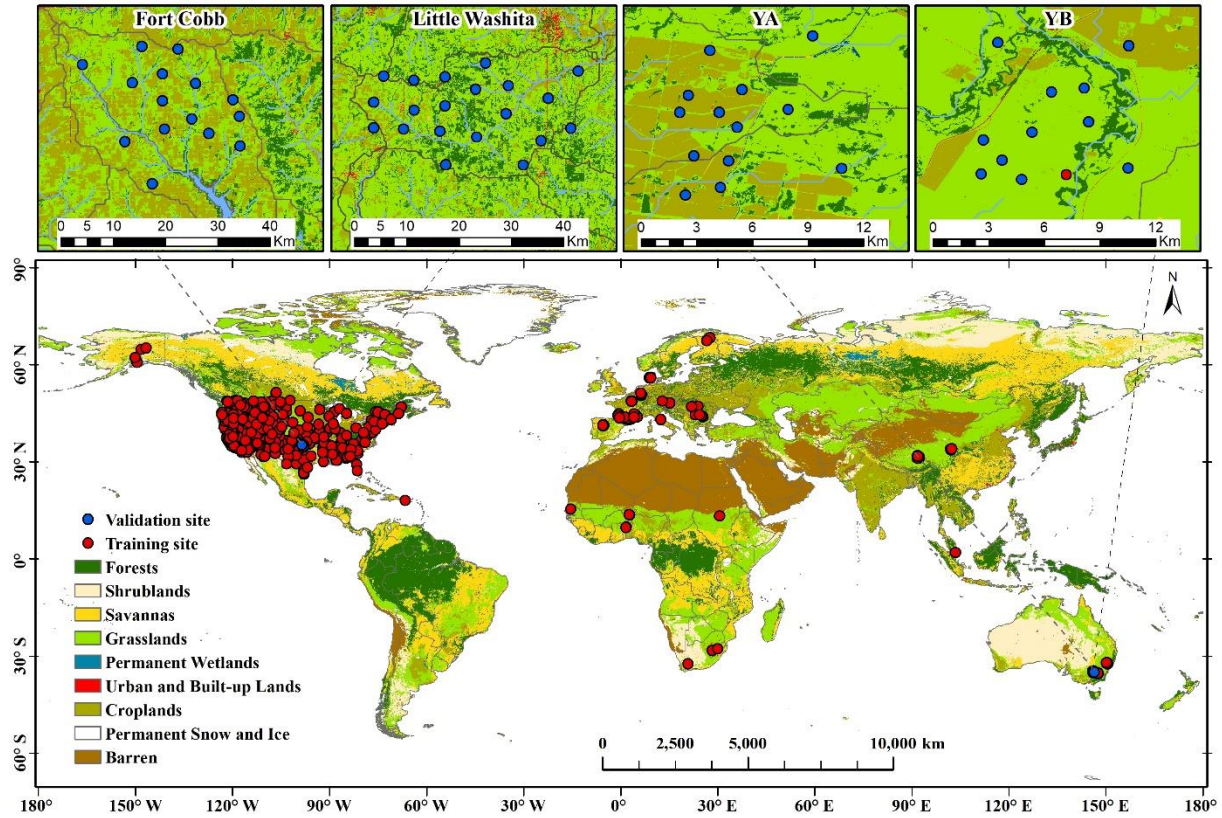 Fort Cobb
Little Washita
YA
YB
0 5 10 20 30 40
Km
0 5 10 20 30 40
Km
0 3 6 9 12
Km
0 3 6 9 12
Km
90°
60° N
30° N
0°
30° S
60° S
N
Validation site
Training site
Forests
Shrublands
Savannas
Grasslands
Permanent Wetlands
Urban and Built-up Lands
Croplands
Permanent Snow and Ice
Barren
0 2,500 5,000 10,000 km
180° 150° W 120° W 90° W 60° W 30° W 0° 30° E 60° E 90° E 120° E 150° E 180°